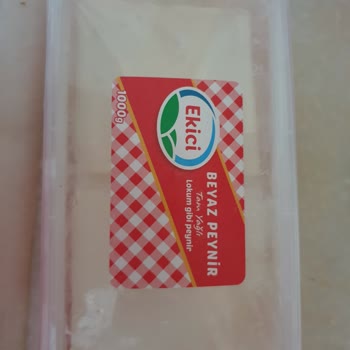 Ekici
BEYAZ PEYNİR
Tam Yağlı
Lokum gibi peynir
1000g